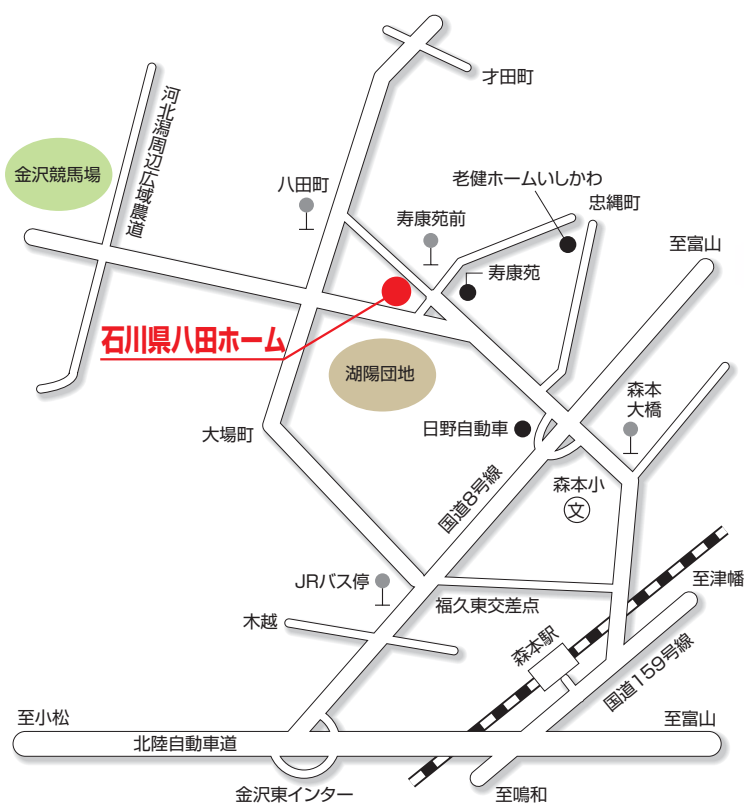 才田町
河北潟周辺広域農道
金沢競馬場
八田町
老健ホームいしかわ
忠縄町
寿康苑前
至富山
寿康苑
石川県八田ホーム
湖陽団地
森本
大橋
大場町
日野自動車
国道8号線
森本小
文
JRバス停
至津幡
福久東交差点
木越
森本駅
国道159号線
至小松
至富山
北陸自動車道
金沢東インター
至鳴和